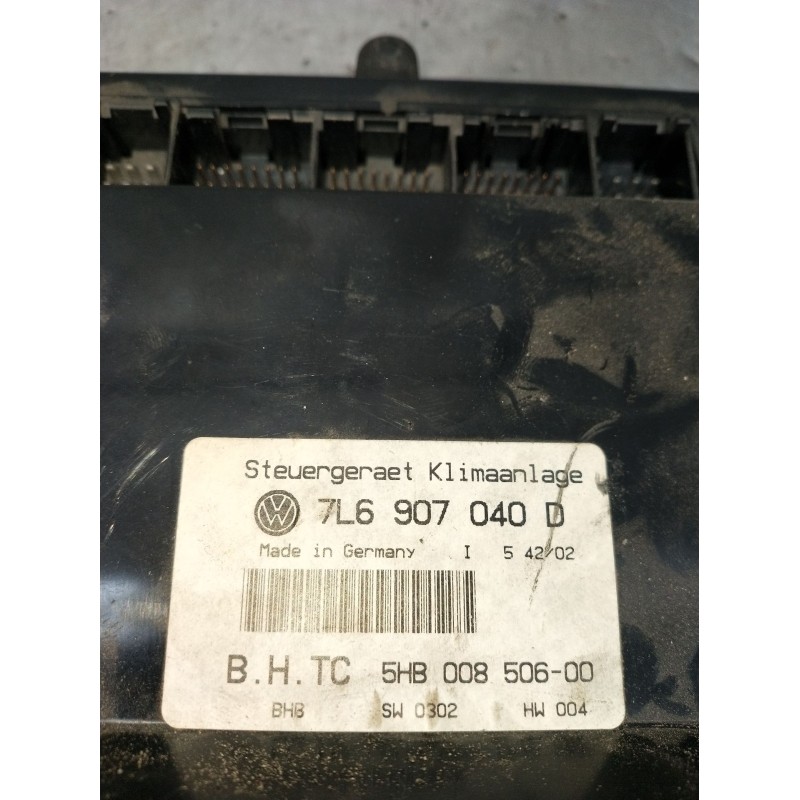 Steuergeraet Klimaanlage
7L6 907 040 D
Made in Germany I 5 42/02
B.H.TC 5HB 008 506-00
BHB SW 0302 HW 004